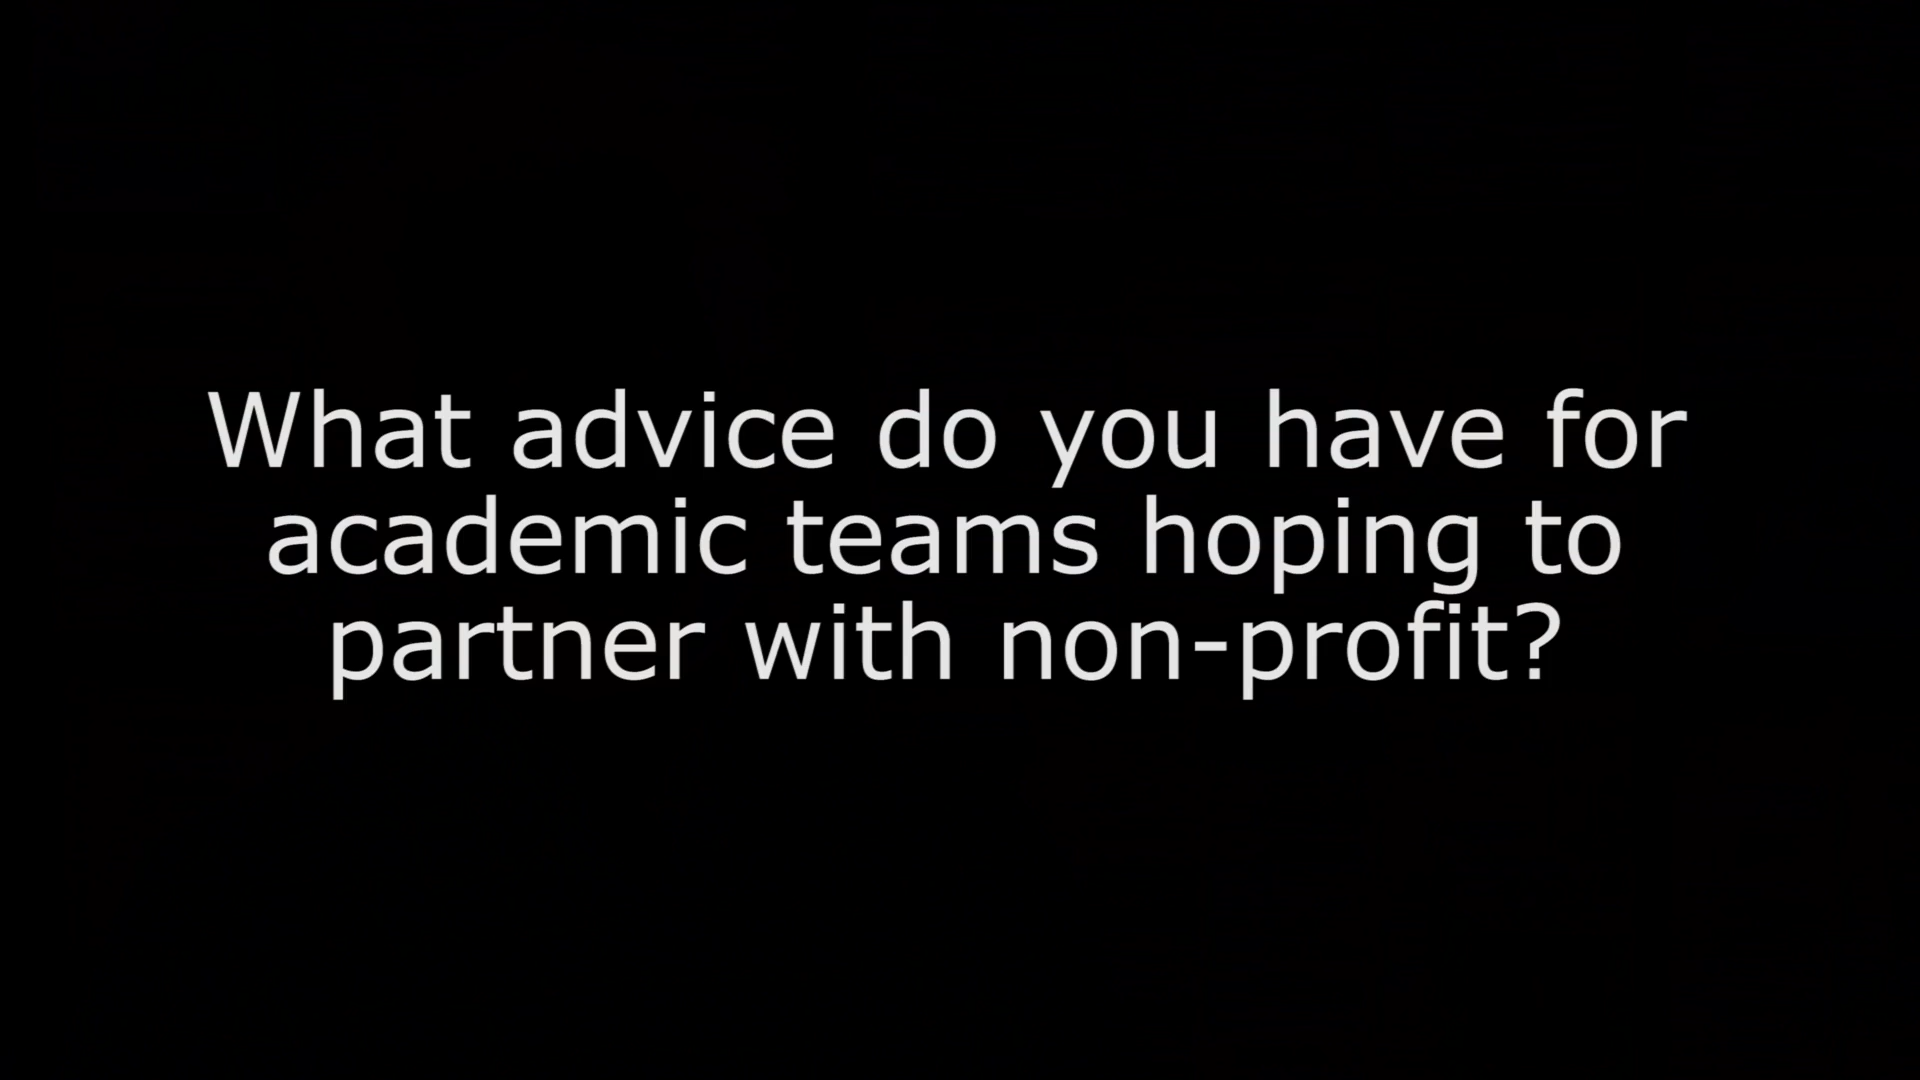 What advice do you have for
academic teams hoping to
partner with non-profit?